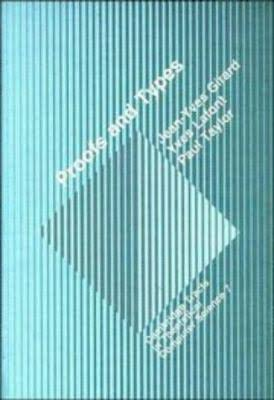 Proofs and Types
Jean-Yves Girard
Yves Lafont
Paul Taylor
Cambridge Tracts
in Theoretical
Computer Science 7